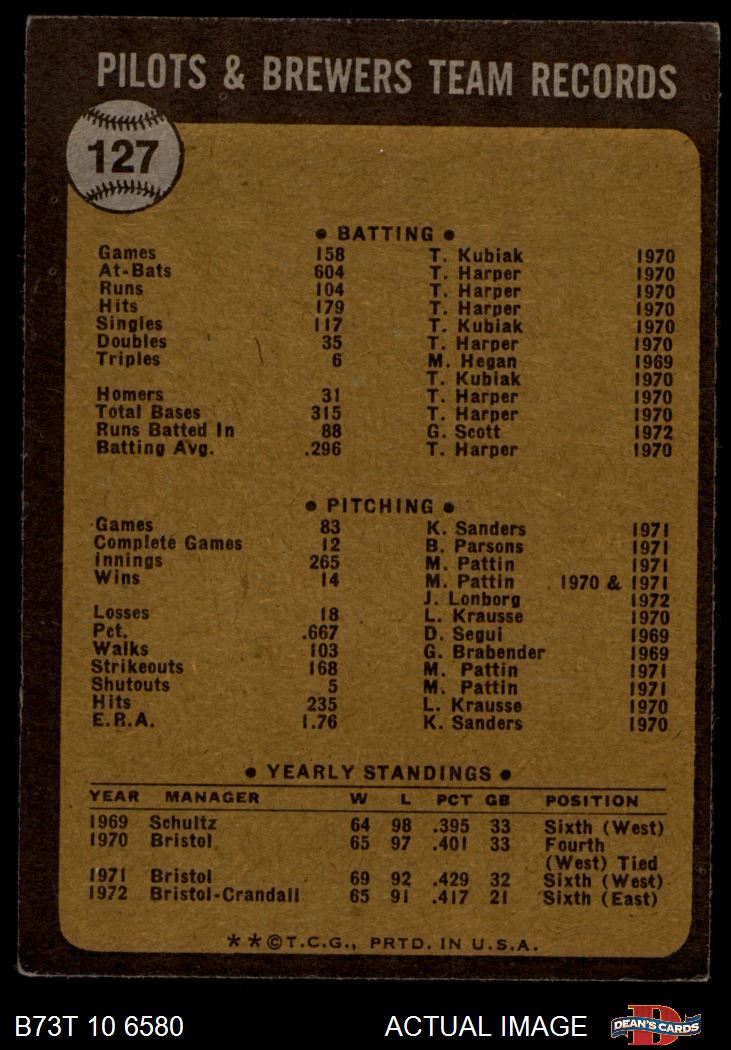 PILOTS & BREWERS TEAM RECORDS
127
● BATTING ●
Games 158 T. Kubiak 1970
At-Bats 604 T. Harper 1970
Runs 104 T. Harper 1970
Hits 179 T. Harper 1970
Singles 117 T. Kubiak 1970
Doubles 35 T. Harper 1970
Triples 6 M. Hegan 1969
T. Kubiak 1970
Homers 31 T. Harper 1970
Total Bases 315 T. Harper 1970
Runs Batted In 88 G. Scott 1972
Batting Avg. .296 T. Harper 1970
● PITCHING ●
Games 83 K. Sanders 1971
Complete Games 12 B. Parsons 1971
Innings 265 M. Pattin 1971
Wins 14 M. Pattin 1970 & 1971
J. Lonborg 1972
Losses 18 L. Krausse 1970
Pct. .667 D. Segui 1969
Walks 103 G. Brabender 1969
Strikeouts 168 M. Pattin 1971
Shutouts 5 M. Pattin 1971
Hits 235 L. Krausse 1970
E.R.A. 1.76 K. Sanders 1970
● YEARLY STANDINGS ●
YEAR MANAGER W L PCT GB POSITION
1969 Schultz 64 98 .395 33 Sixth (West)
1970 Bristol 65 97 .401 33 Fourth
(West) Tied
1971 Bristol 69 92 .429 32 Sixth (West)
1972 Bristol-Crandall 65 91 .417 21 Sixth (East)
**©T.C.G., PRTD. IN U.S.A.
B73T 10 6580 ACTUAL IMAGE DEAN'S CARDS